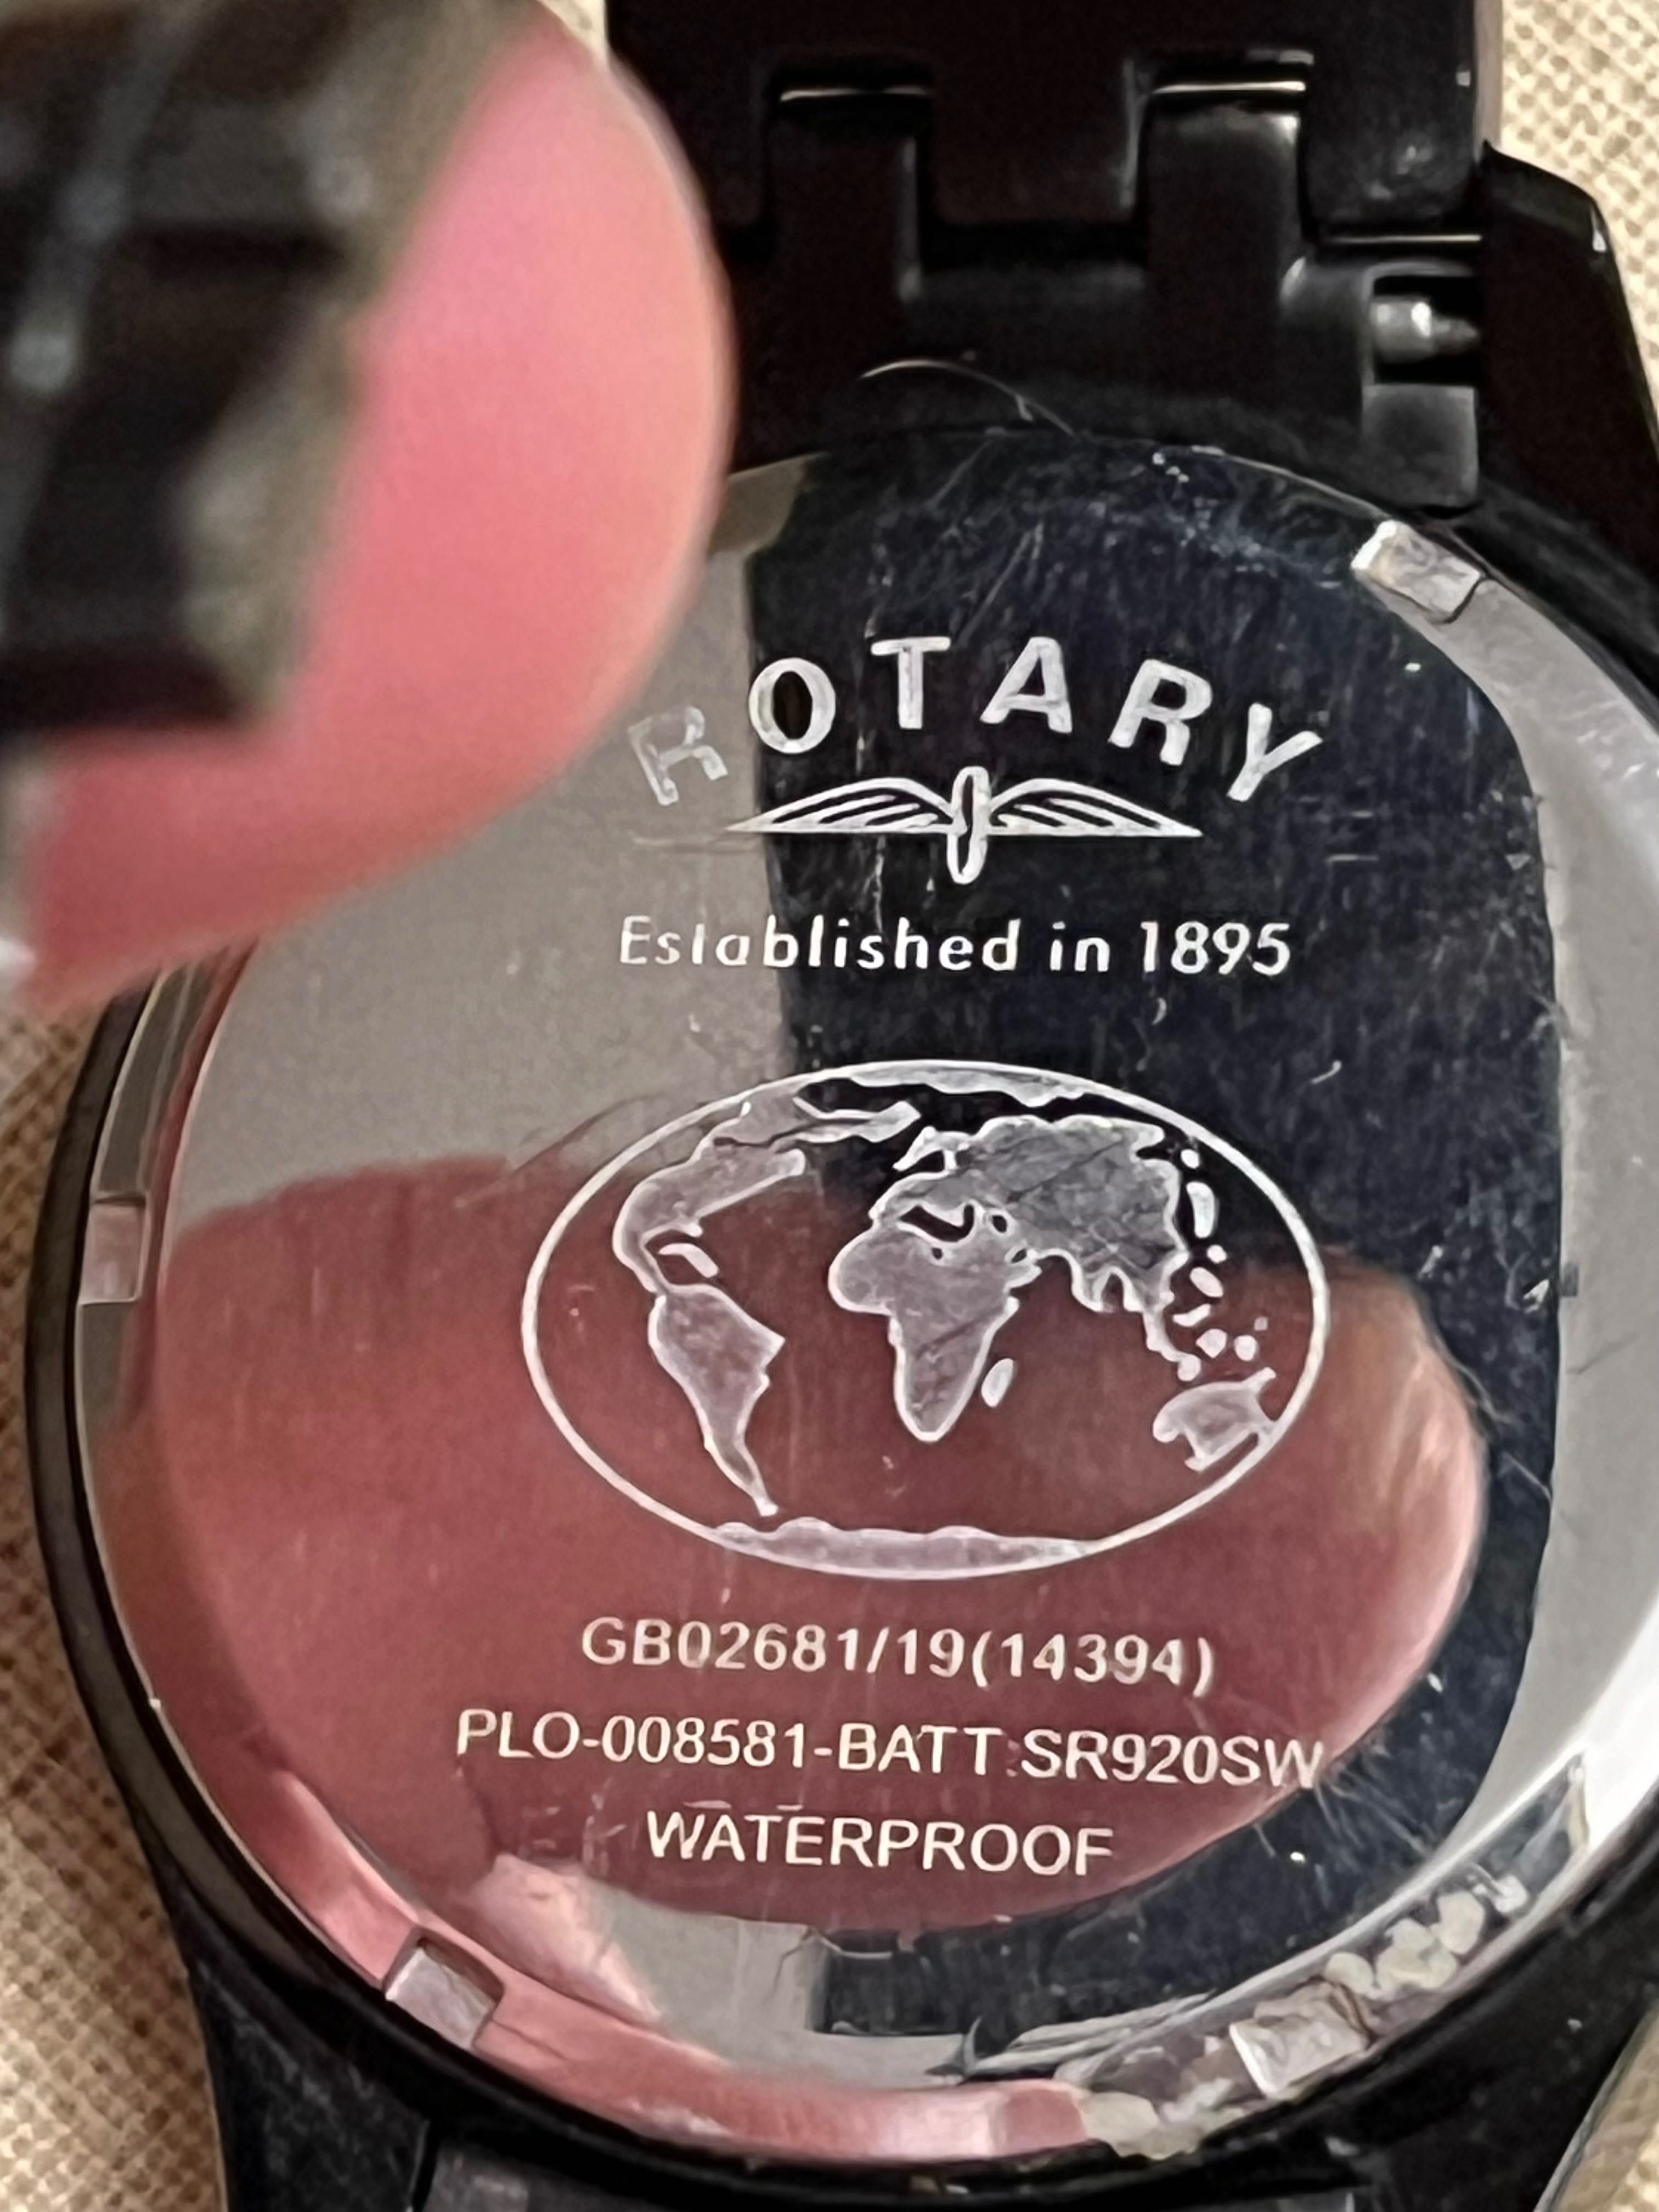 ROTARY
Established in 1895
GB02681/19(14394)
PLO-008581-BATT:SR920SW
WATERPROOF